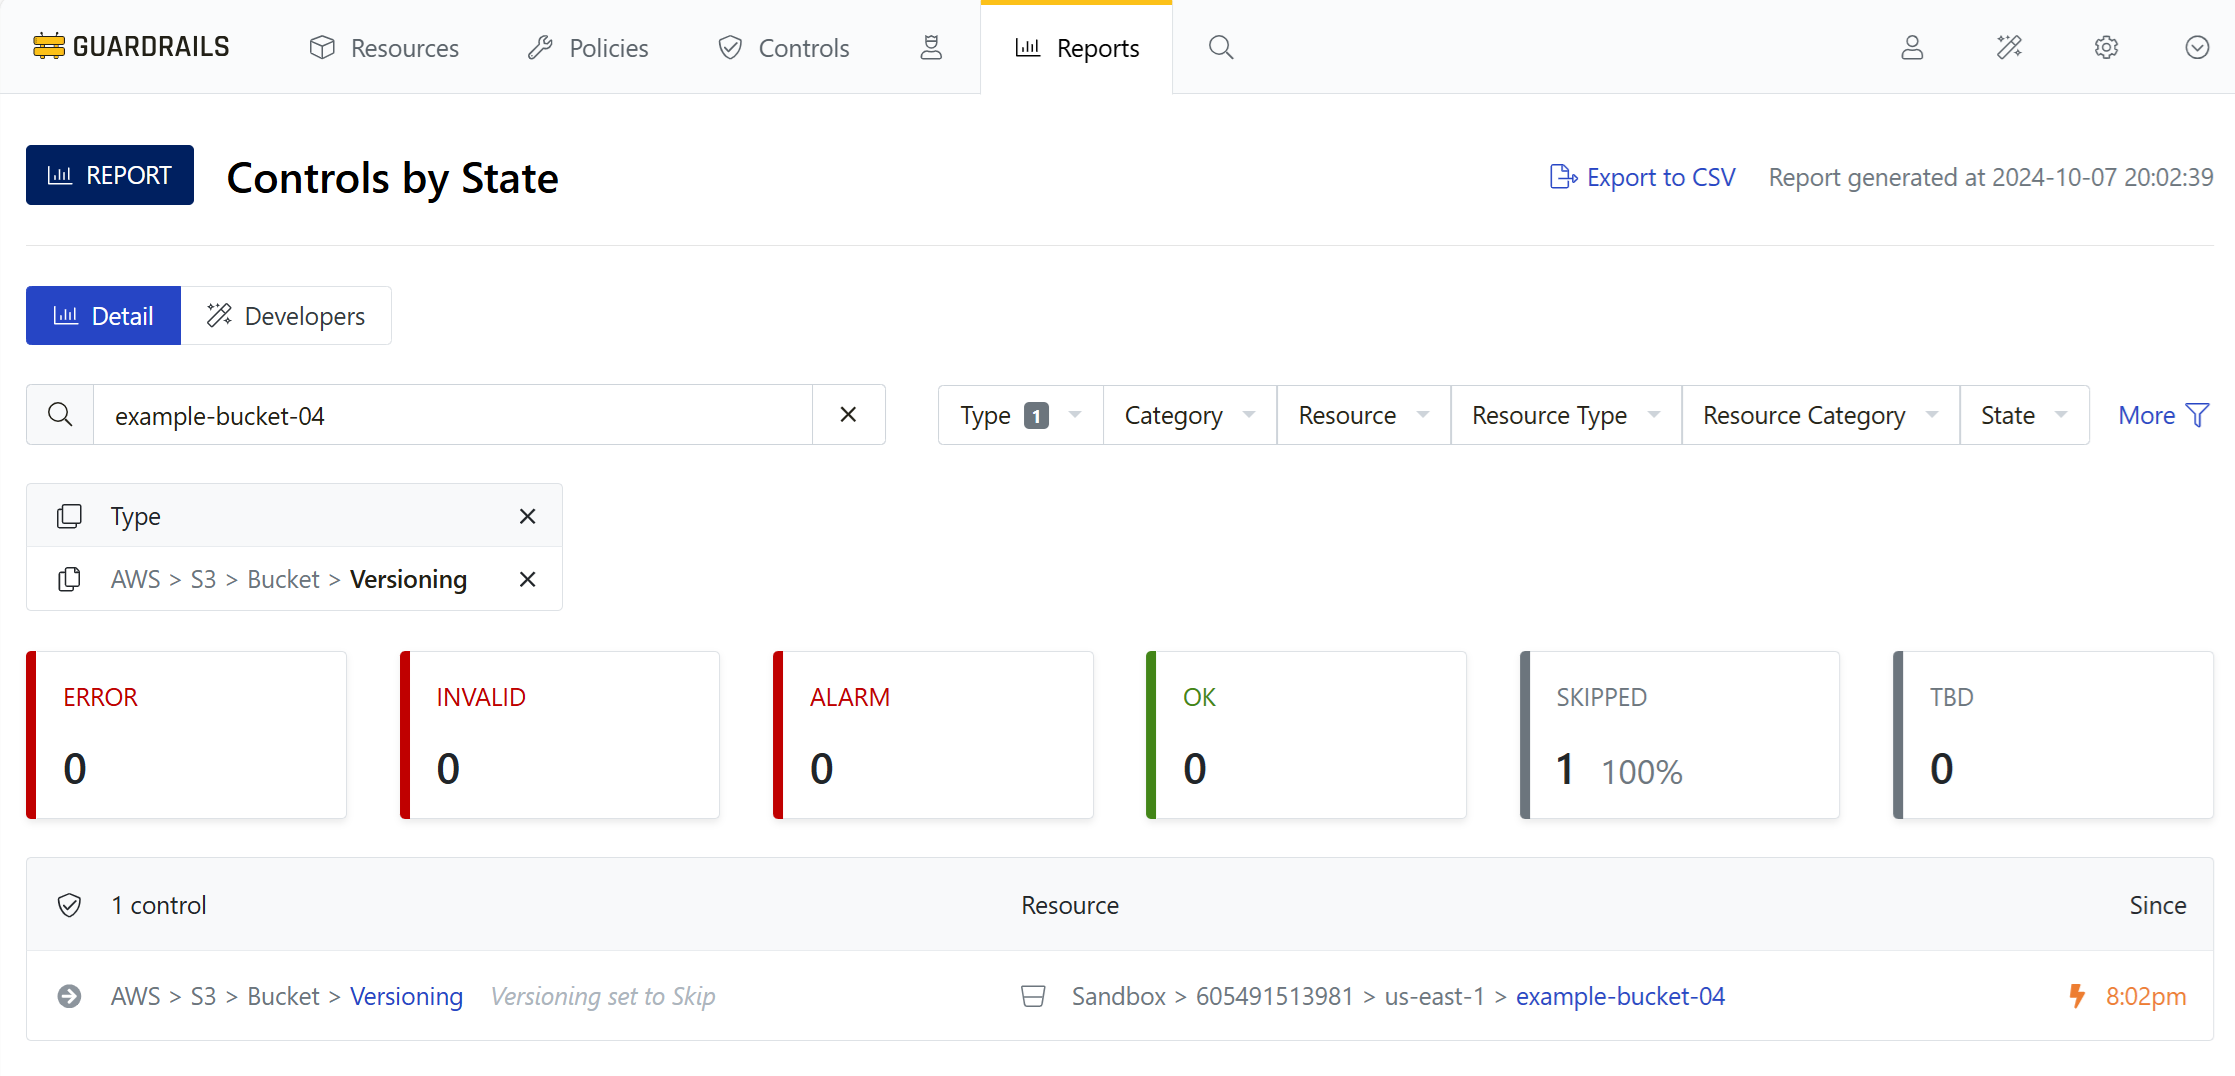 GUARDRAILS Resources Policies Controls Reports
REPORT Controls by State Export to CSV Report generated at 2024-10-07 20:02:39
Detail Developers
example-bucket-04 Type 1 Category Resource Resource Type Resource Category State More
Type
AWS > S3 > Bucket > Versioning
ERROR INVALID ALARM OK SKIPPED TBD
0 0 0 0 1 100% 0
1 control Resource Since
AWS > S3 > Bucket > Versioning Versioning set to Skip Sandbox > 605491513981 > us-east-1 > example-bucket-04 8:02pm